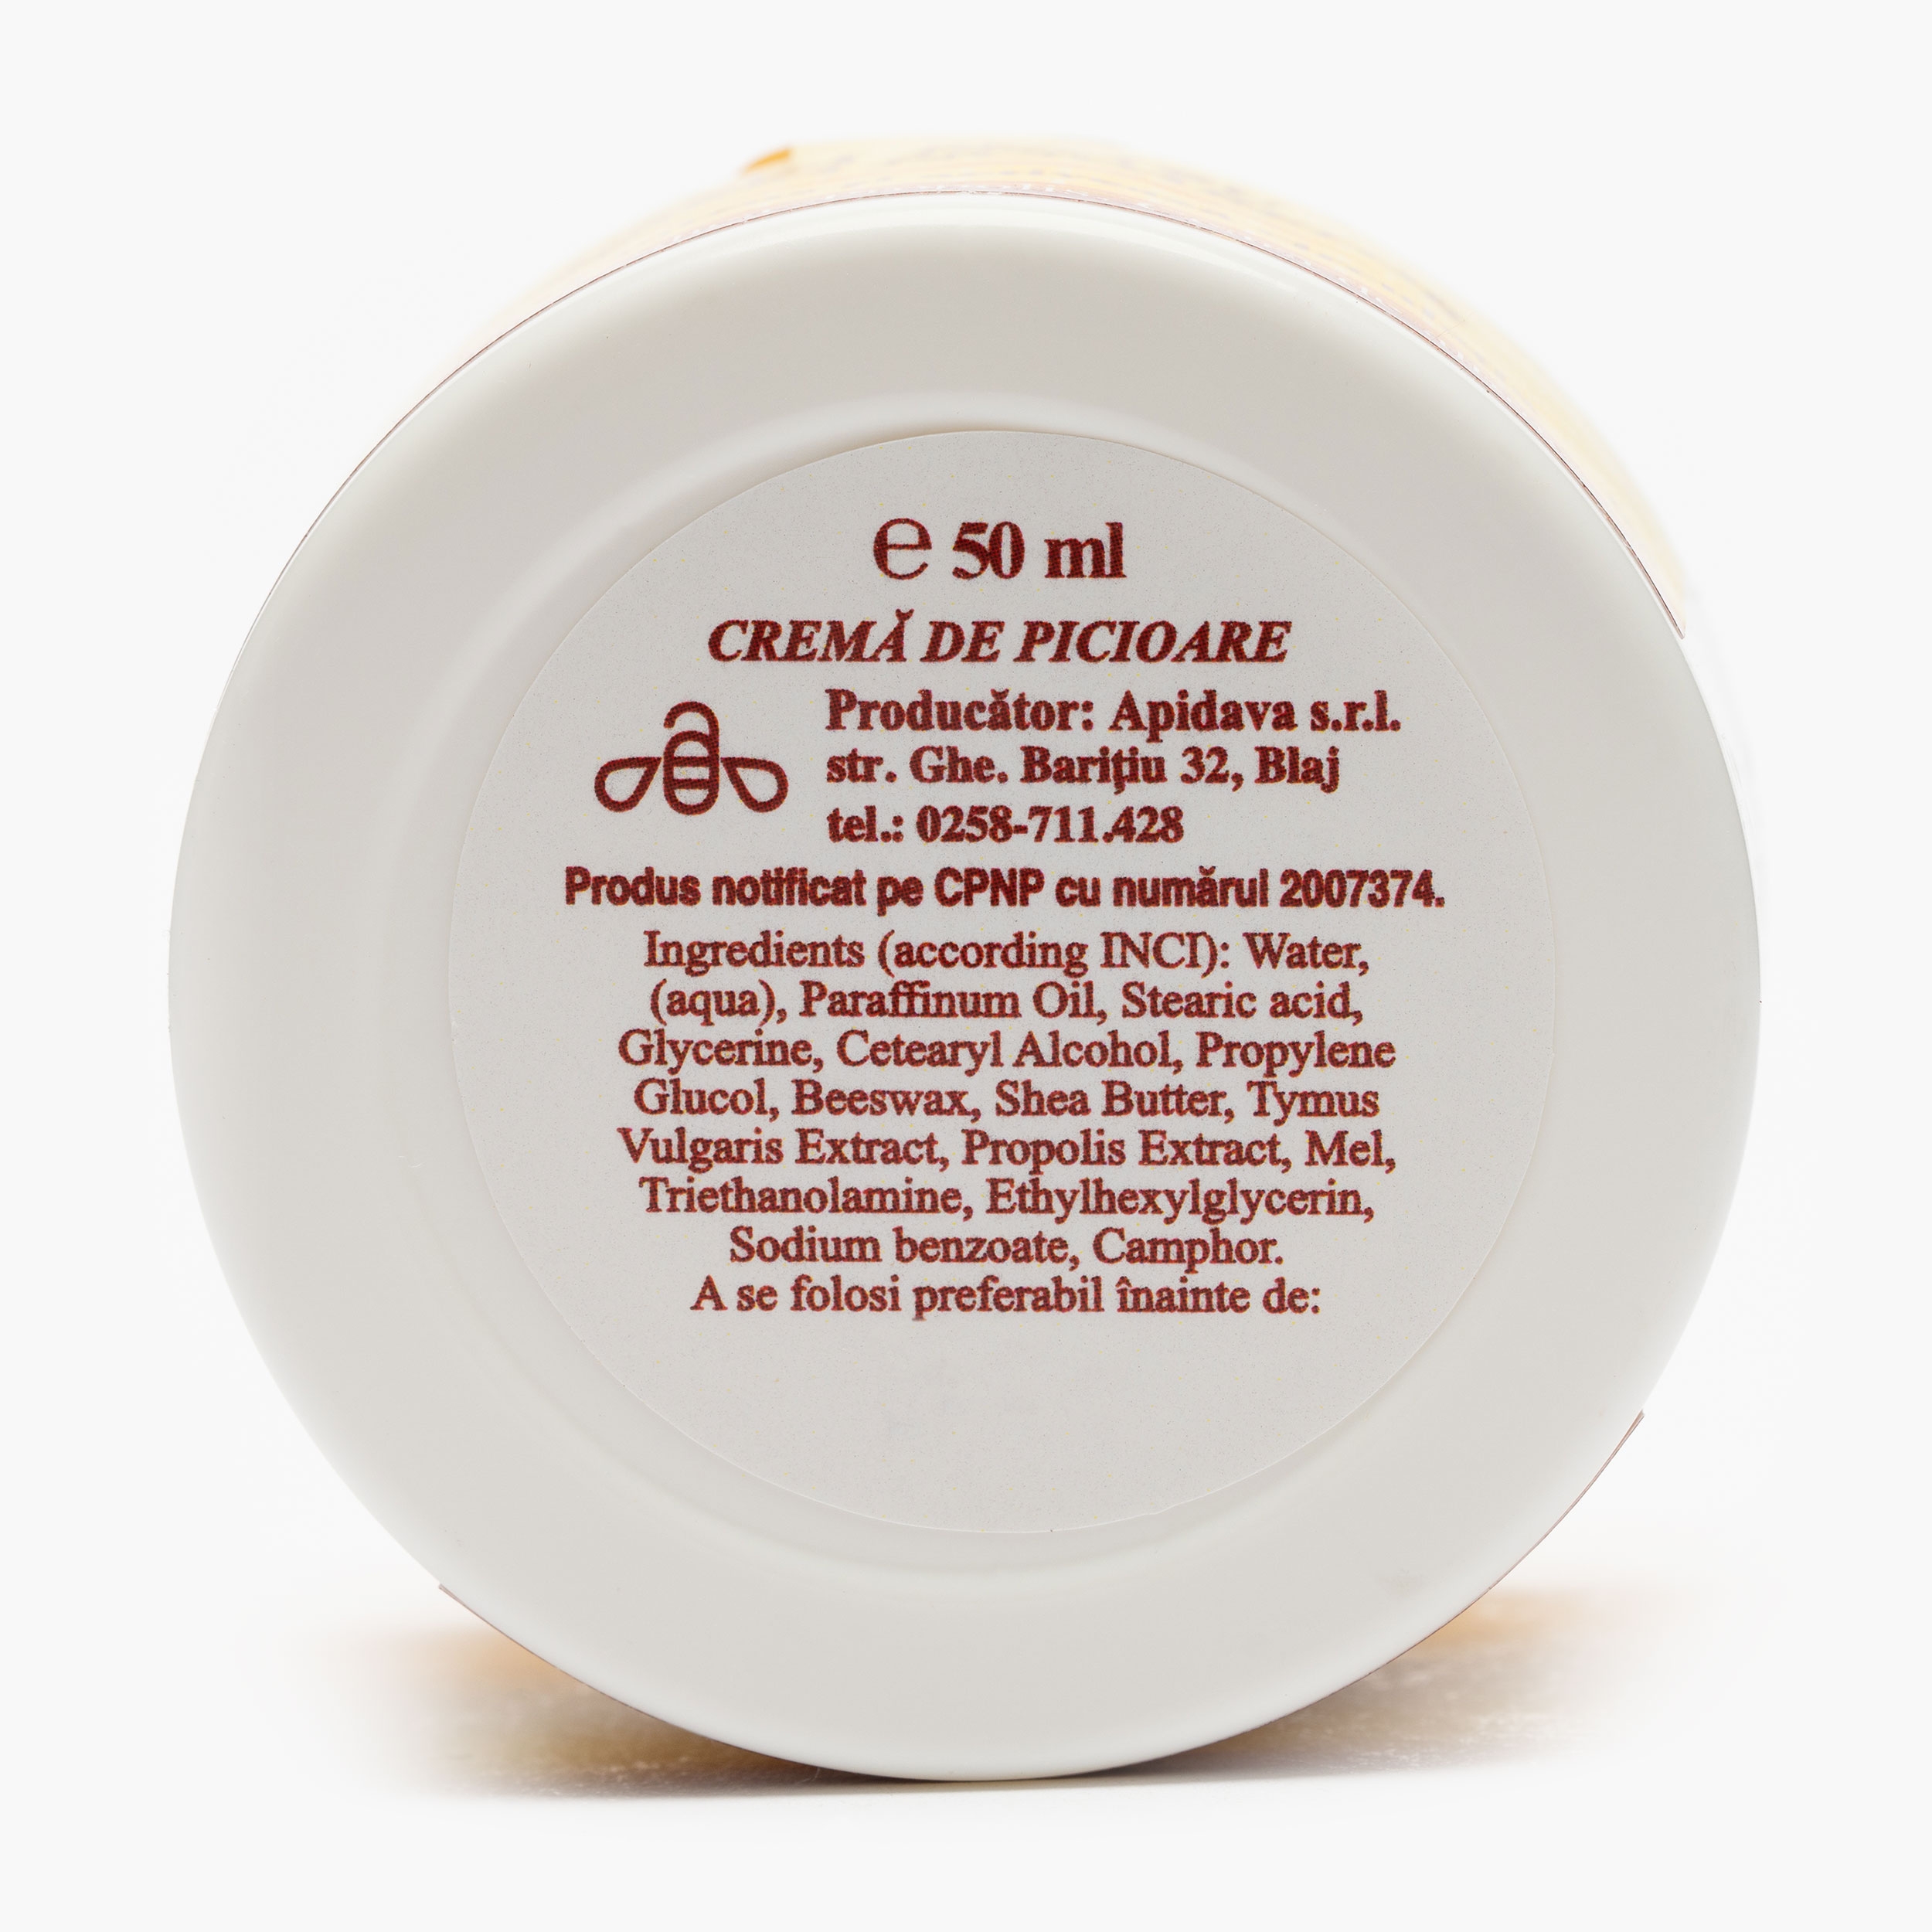 ℮ 50 ml
CREMĂ DE PICIOARE
Producător: Apidava s.r.l.
str. Ghe. Bariţiu 32, Blaj
tel.: 0258-711.428
Produs notificat pe CPNP cu numărul 2007374.
Ingredients (according INCI): Water,
(aqua), Paraffinum Oil, Stearic acid,
Glycerine, Cetearyl Alcohol, Propylene
Glucol, Beeswax, Shea Butter, Tymus
Vulgaris Extract, Propolis Extract, Mel,
Triethanolamine, Ethylhexylglycerin,
Sodium benzoate, Camphor.
A se folosi preferabil înainte de: